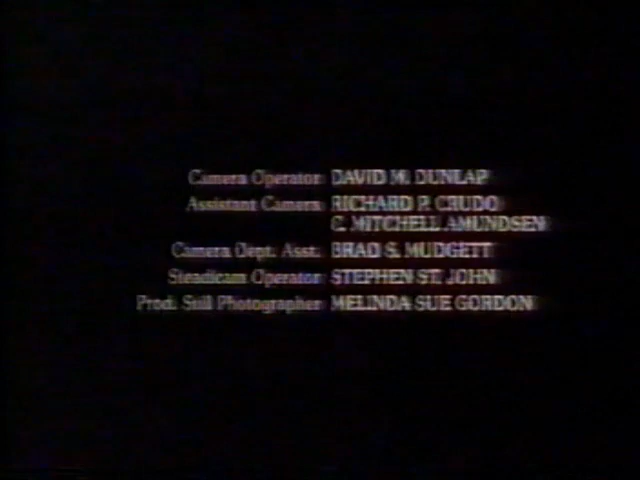 Camera Operator DAVID M. DUNLAP
Assistant Camera RICHARD P. CRUDO
C. MITCHELL AMUNDSEN
Camera Dept. Asst. BRAD S. MUDGETT
Steadicam Operator STEPHEN ST. JOHN
Prod. Still Photographer MELINDA SUE GORDON